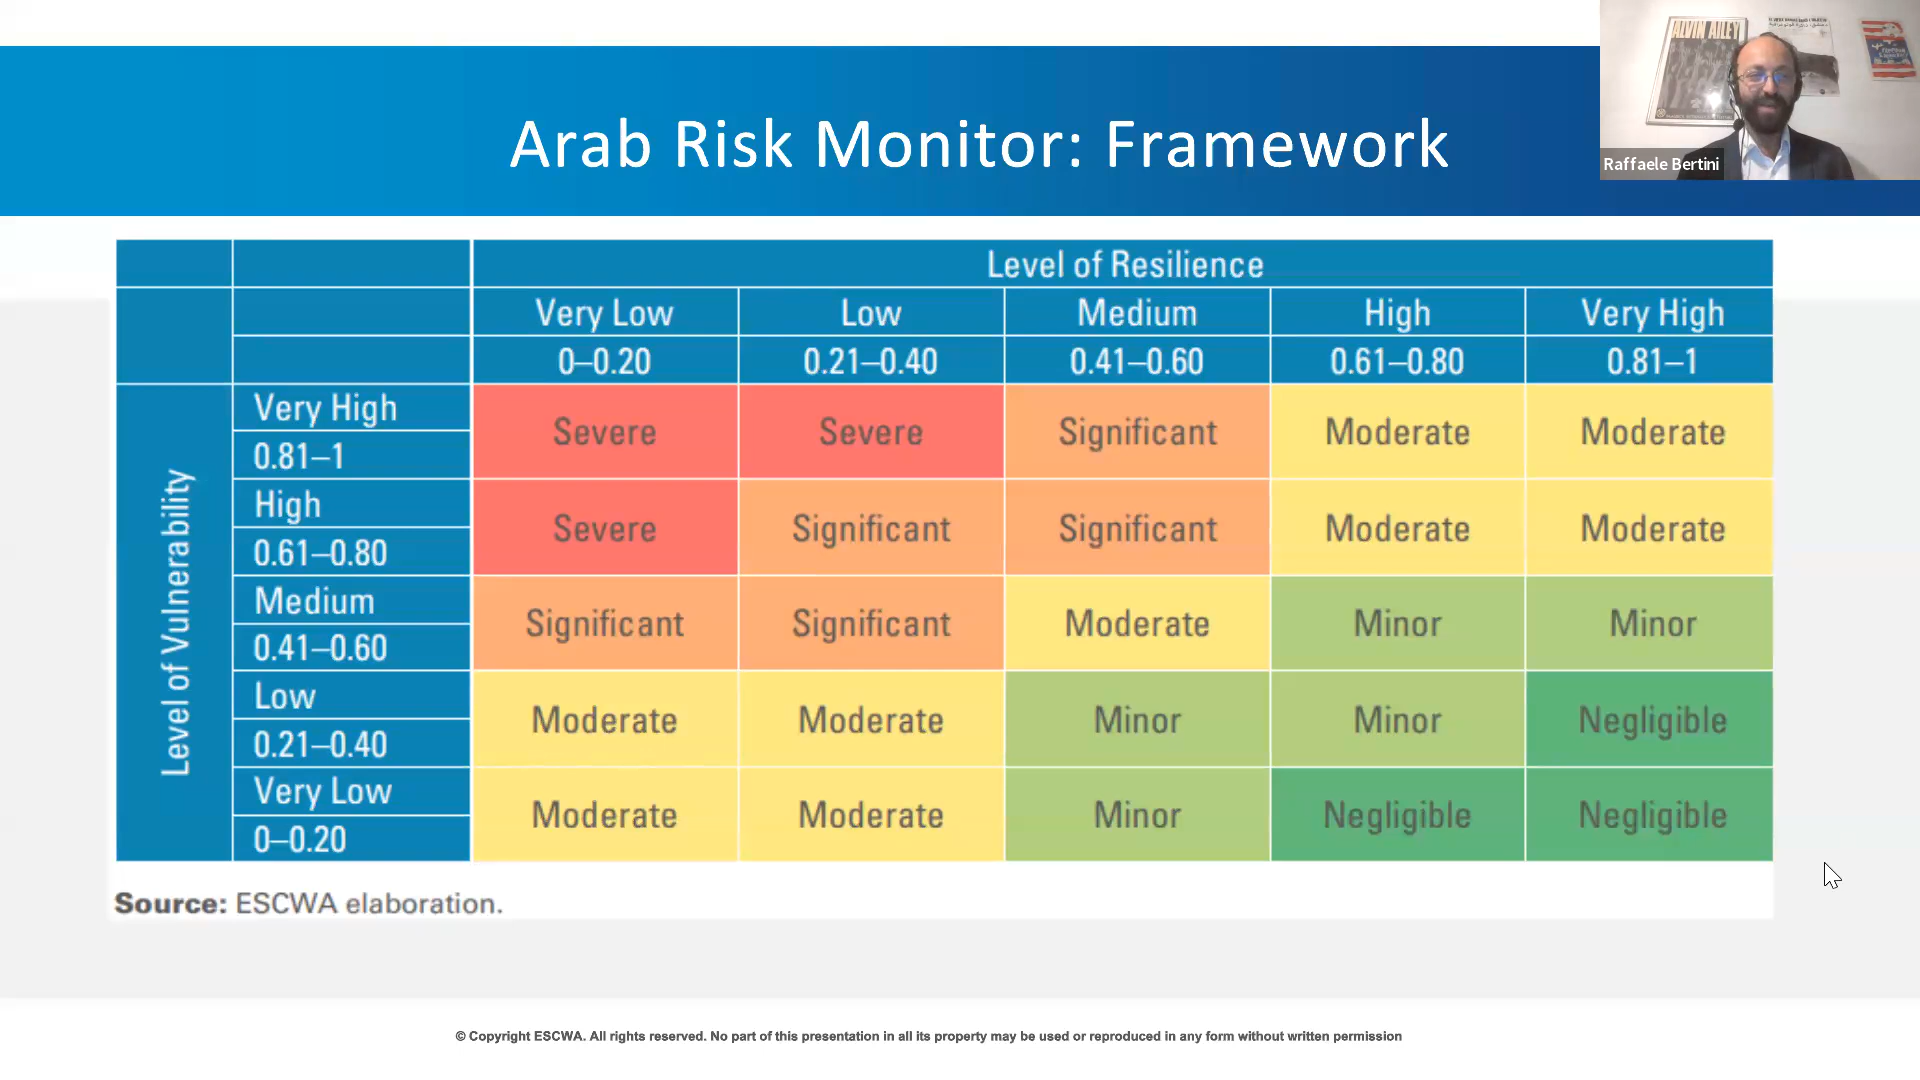 ALVIN AILEY
Raffaele Bertini
Arab Risk Monitor: Framework
Level of Resilience
Very Low Low Medium High Very High
0–0.20 0.21–0.40 0.41–0.60 0.61–0.80 0.81–1
Level of Vulnerability
Very High
0.81–1
Severe Severe Significant Moderate Moderate
High
0.61–0.80
Severe Significant Significant Moderate Moderate
Medium
0.41–0.60
Significant Significant Moderate Minor Minor
Low
0.21–0.40
Moderate Moderate Minor Minor Negligible
Very Low
0–0.20
Moderate Moderate Minor Negligible Negligible
Source: ESCWA elaboration.
© Copyright ESCWA. All rights reserved. No part of this presentation in all its property may be used or reproduced in any form without written permission